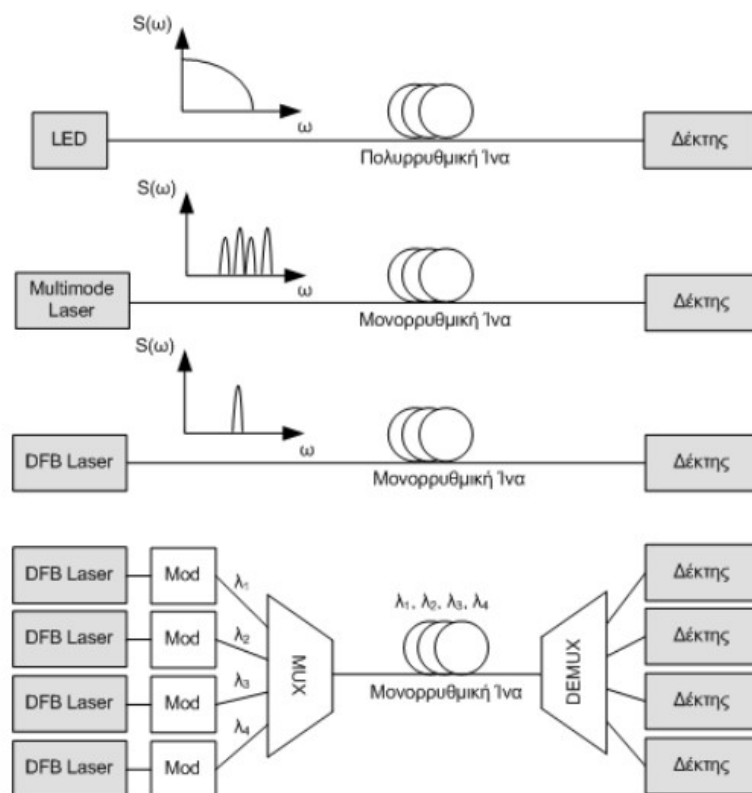 S(ω)
ω
LED
Πολυρρυθμική Ίνα
Δέκτης
S(ω)
ω
Multimode
Laser
Μονορρυθμική Ίνα
Δέκτης
S(ω)
ω
DFB Laser
Μονορρυθμική Ίνα
Δέκτης
DFB Laser
Mod
λ₁
DFB Laser
Mod
λ₂
DFB Laser
Mod
λ₃
DFB Laser
Mod
λ₄
MUX
λ₁, λ₂, λ₃, λ₄
Μονορρυθμική Ίνα
DEMUX
Δέκτης
Δέκτης
Δέκτης
Δέκτης